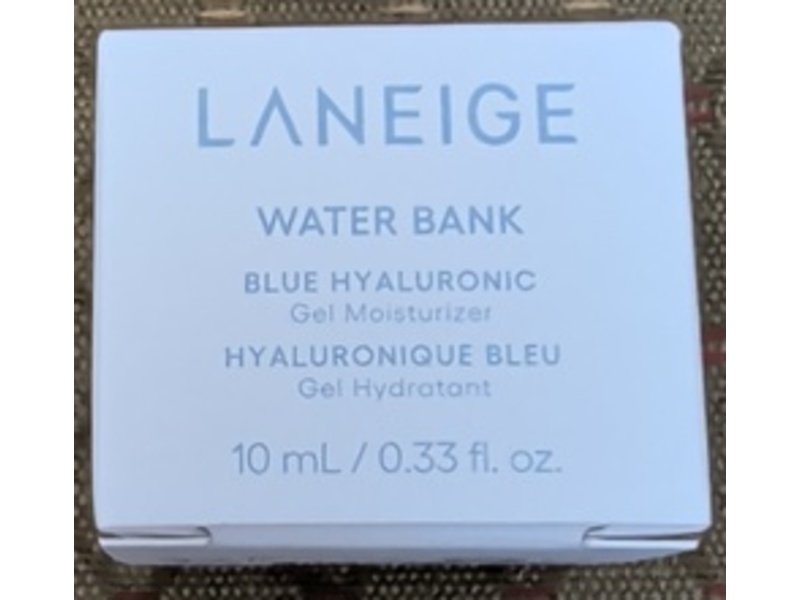 LANEIGE
WATER BANK
BLUE HYALURONIC
Gel Moisturizer
HYALURONIQUE BLEU
Gel Hydratant
10 mL / 0.33 fl. oz.